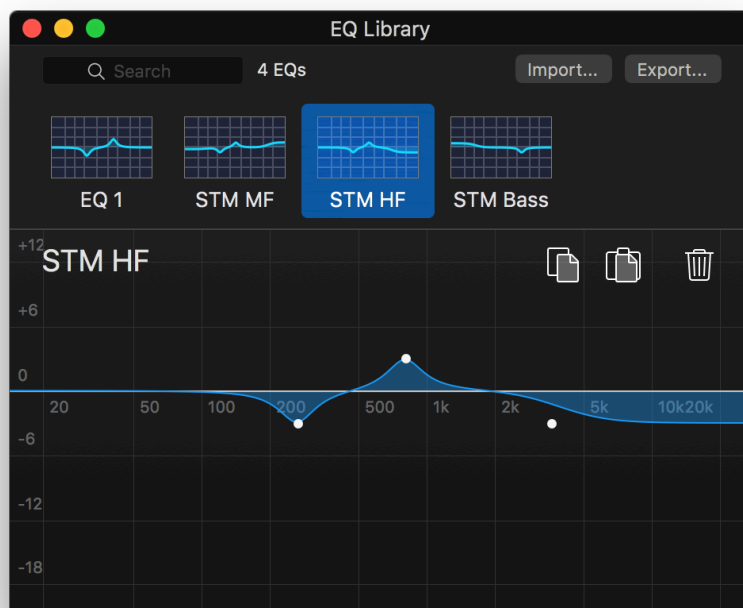 EQ Library
Search
4 EQs
Import...
Export...
EQ 1
STM MF
STM HF
STM Bass
+12
STM HF
+6
0
20 50 100 200 500 1k 2k 5k 10k20k
-6
-12
-18